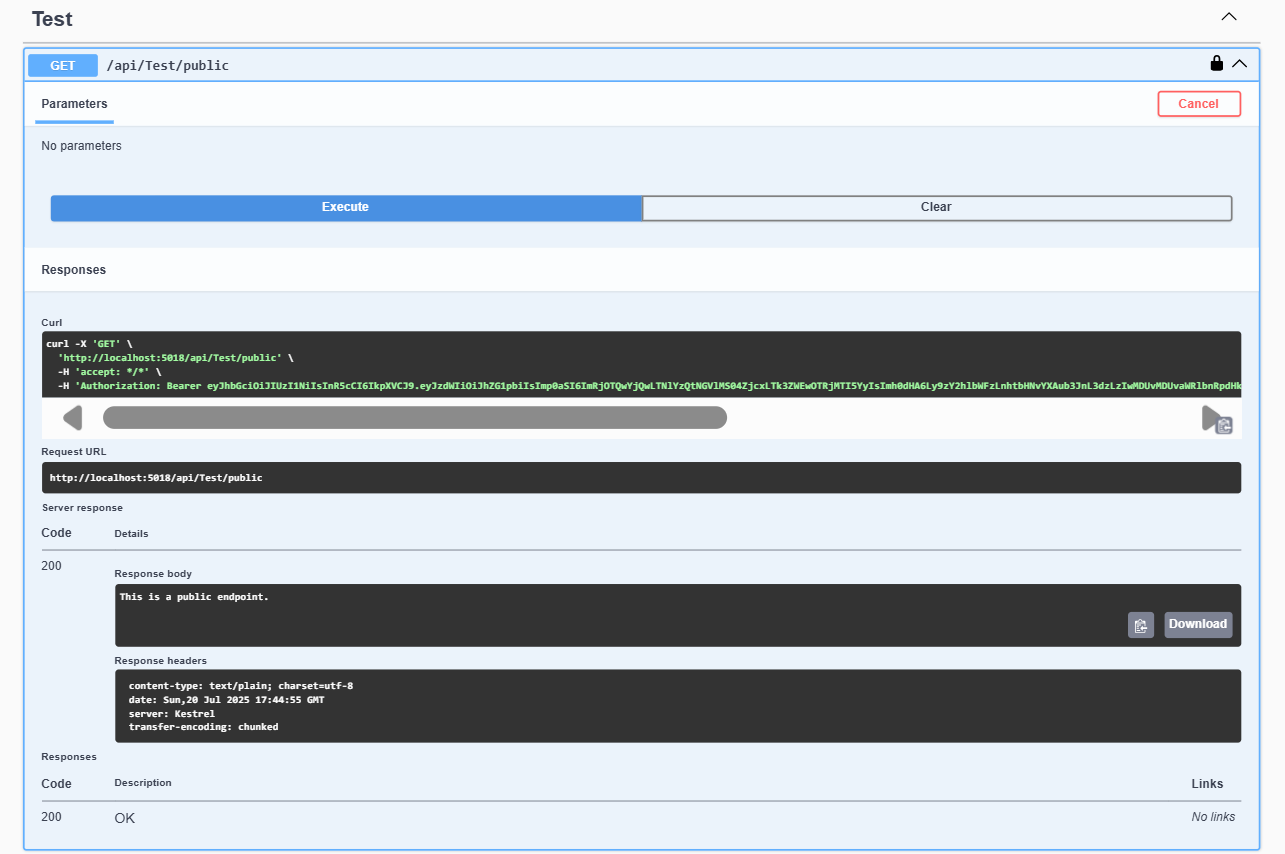 Test
GET /api/Test/public
Parameters
Cancel
No parameters
Execute
Clear
Responses
Curl
curl -X 'GET' \
'http://localhost:5018/api/Test/public' \
-H 'accept: */*' \
-H 'Authorization: Bearer
Request URL
http://localhost:5018/api/Test/public
Server response
Code Details
200
Response body
This is a public endpoint.
Download
Response headers
content-type: text/plain; charset=utf-8
date: Sun,20 Jul 2025 17:44:55 GMT
server: Kestrel
transfer-encoding: chunked
Responses
Code Description Links
200 OK No links